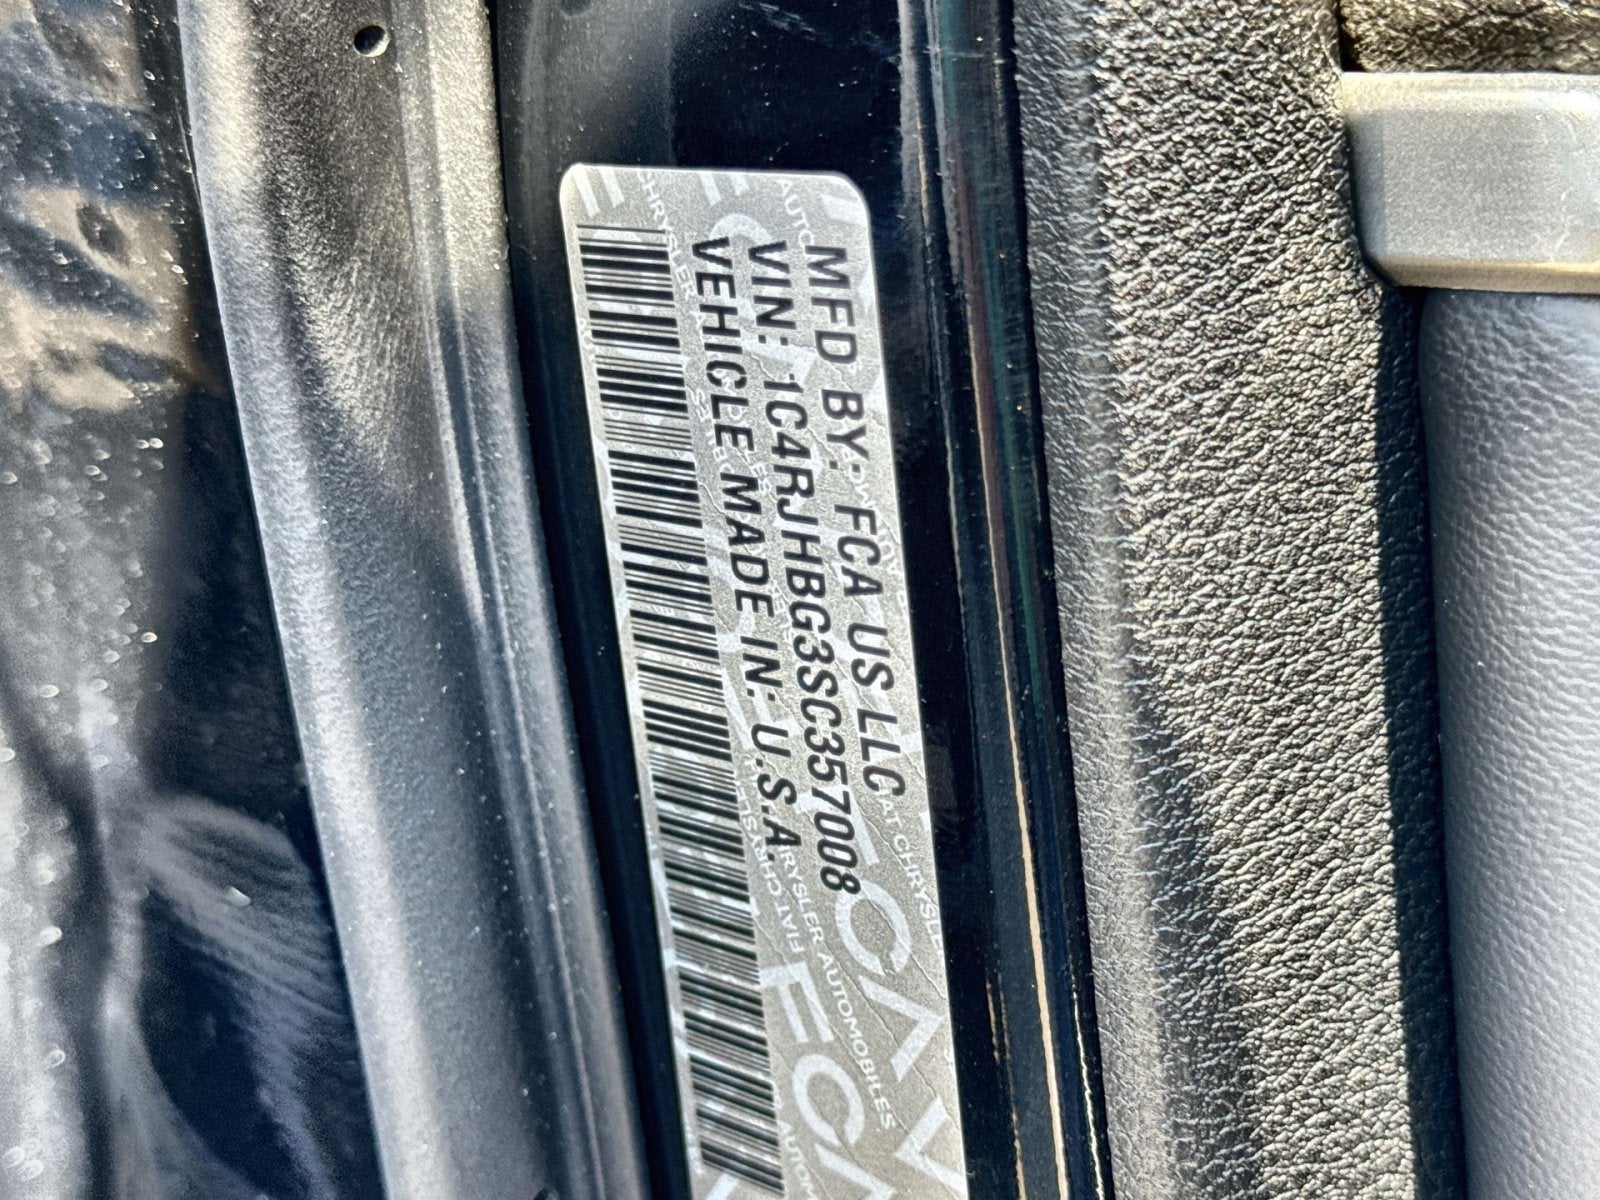 MFD BY: FCA US LLC
VIN: 1C4RJHBG3SC357008
VEHICLE MADE IN: U.S.A.